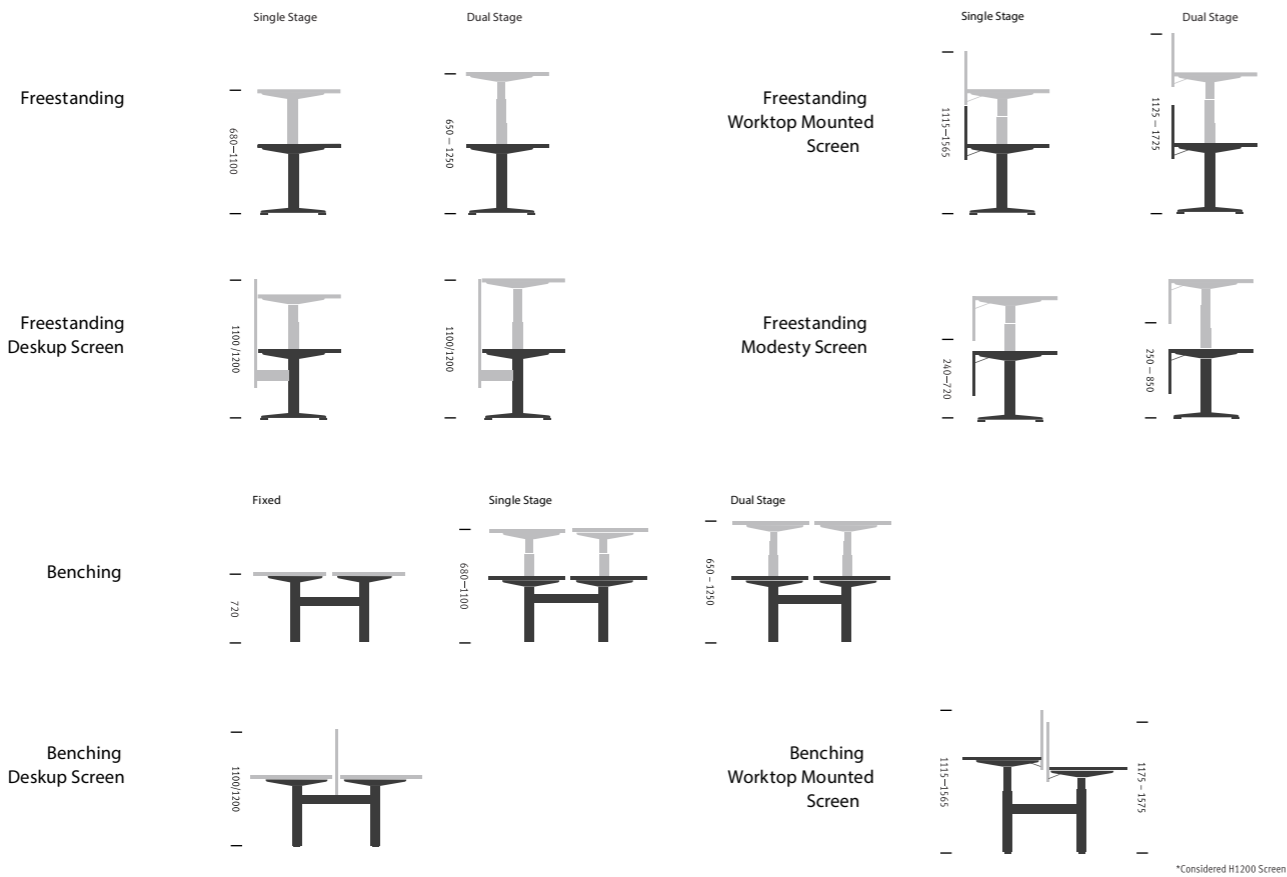 Single Stage
Dual Stage
Freestanding
680–1100
650 – 1250
Single Stage
Dual Stage
Freestanding
Worktop Mounted
Screen
1115–1565
1125 – 1725
Freestanding
Deskup Screen
1100 /1200
1100/1200
Freestanding
Modesty Screen
240–720
250 – 850
Fixed
Single Stage
Dual Stage
Benching
720
680–1100
650 – 1250
Benching
Deskup Screen
1100/1200
Benching
Worktop Mounted
Screen
1115–1565
1175 – 1575
*Considered H1200 Screen